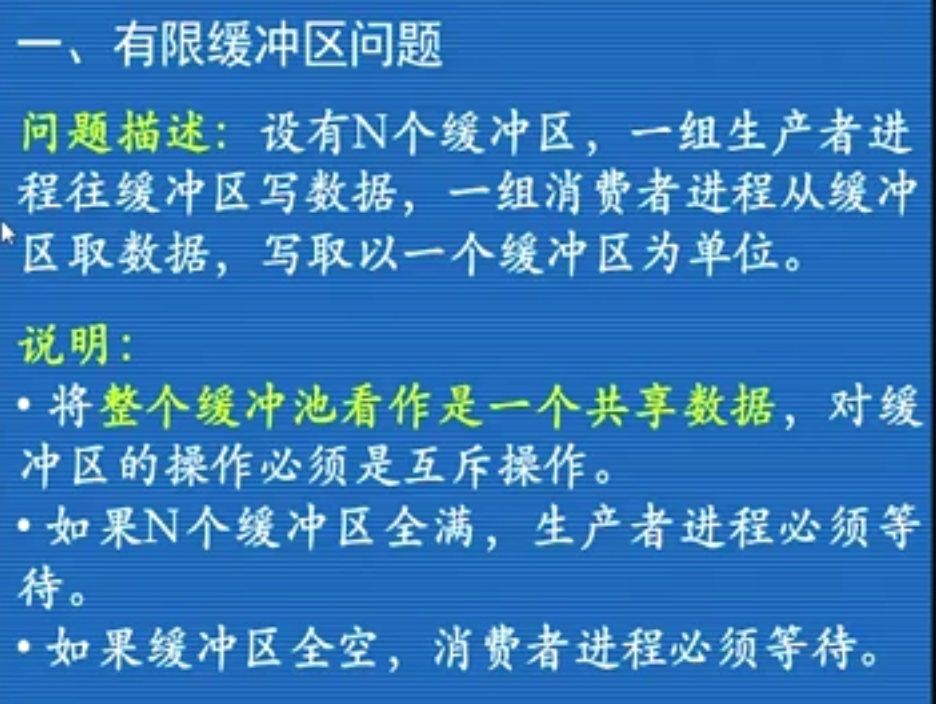 一、有限缓冲区问题
问题描述：设有N个缓冲区，一组生产者进
程往缓冲区写数据，一组消费者进程从缓冲
区取数据，写取以一个缓冲区为单位。
说明：
•将整个缓冲池看作是一个共享数据，对缓
冲区的操作必须是互斥操作。
•如果N个缓冲区全满，生产者进程必须等
待。
•如果缓冲区全空，消费者进程必须等待。